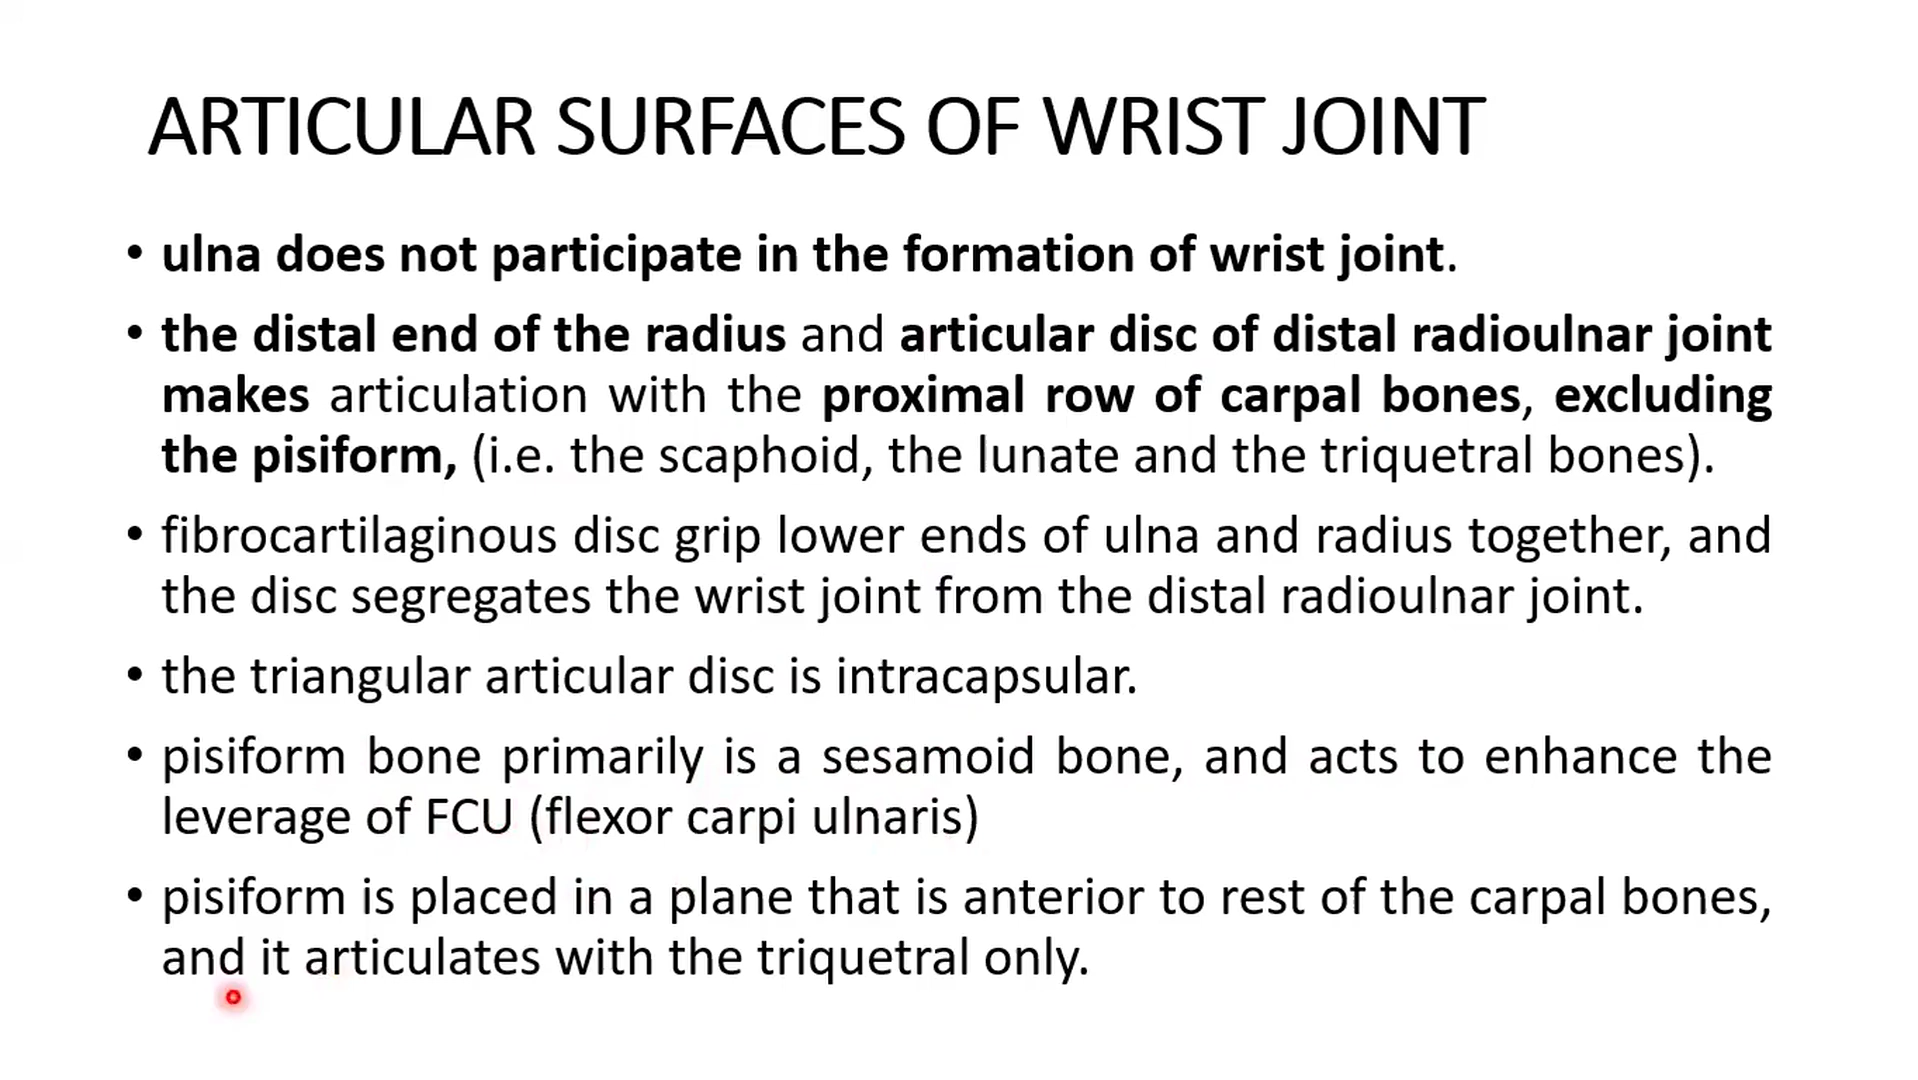 ARTICULAR SURFACES OF WRIST JOINT
• ulna does not participate in the formation of wrist joint.
• the distal end of the radius and articular disc of distal radioulnar joint
makes articulation with the proximal row of carpal bones, excluding
the pisiform, (i.e. the scaphoid, the lunate and the triquetral bones).
• fibrocartilaginous disc grip lower ends of ulna and radius together, and
the disc segregates the wrist joint from the distal radioulnar joint.
• the triangular articular disc is intracapsular.
• pisiform bone primarily is a sesamoid bone, and acts to enhance the
leverage of FCU (flexor carpi ulnaris)
• pisiform is placed in a plane that is anterior to rest of the carpal bones,
and it articulates with the triquetral only.